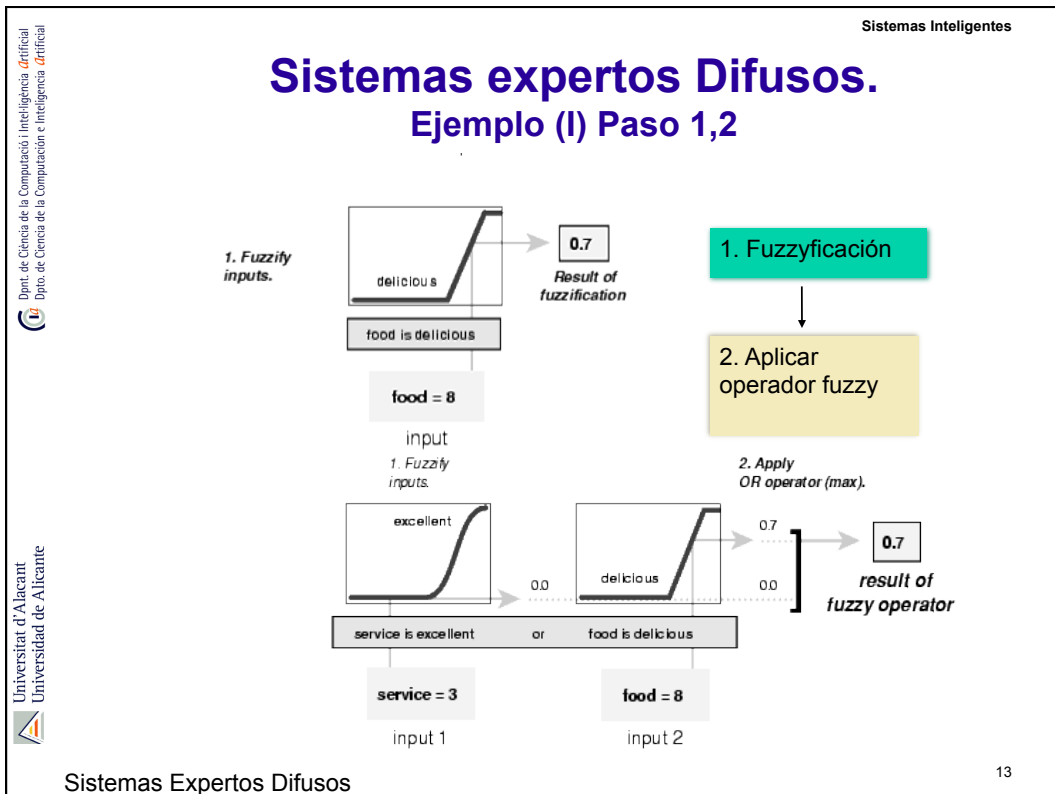 Sistemas Inteligentes
Sistemas expertos Difusos.
Ejemplo (I) Paso 1,2
Dpnt. de Ciència de la Computació i Intel·ligència Artificial
Dpto. de Ciencia de la Computación e Inteligencia Artificial
Universitat d'Alacant
Universidad de Alicante
1. Fuzzify
inputs.
delicious
0.7
Result of
fuzzification
food is delicious
food = 8
input
1. Fuzzyficación
2. Aplicar
operador fuzzy
1. Fuzzify
inputs.
2. Apply
OR operator (max).
excellent
0.0
delicious
0.7
0.0
0.7
result of
fuzzy operator
service is excellent or food is delicious
service = 3
food = 8
input 1
input 2
Sistemas Expertos Difusos
13